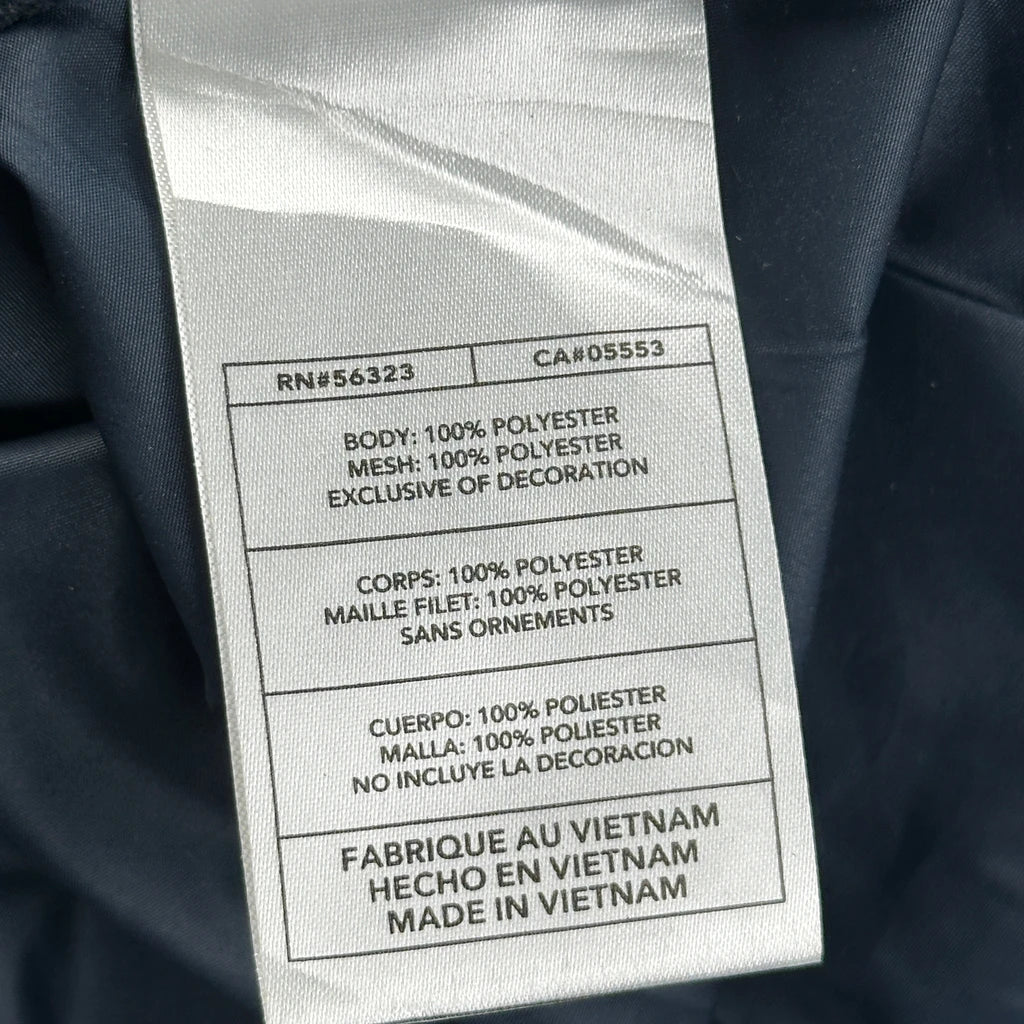 RN#56323
CA#05553
BODY: 100% POLYESTER
MESH: 100% POLYESTER
EXCLUSIVE OF DECORATION
CORPS: 100% POLYESTER
MAILLE FILET: 100% POLYESTER
SANS ORNEMENTS
CUERPO: 100% POLIESTER
MALLA: 100% POLIESTER
NO INCLUYE LA DECORACION
FABRIQUE AU VIETNAM
HECHO EN VIETNAM
MADE IN VIETNAM